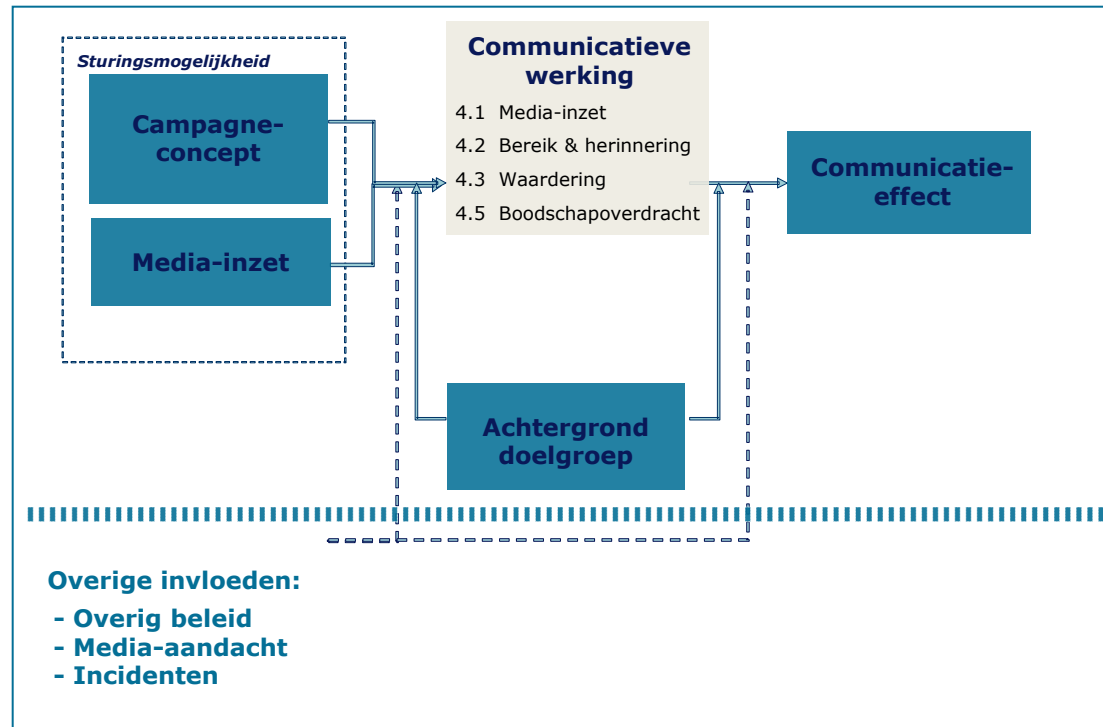 Sturingsmogelijkheid
Campagne-
concept
Media-inzet
Communicatieve
werking
4.1 Media-inzet
4.2 Bereik & herinnering
4.3 Waardering
4.5 Boodschapoverdracht
Communicatie-
effect
Achtergrond
doelgroep
Overige invloeden:
- Overig beleid
- Media-aandacht
- Incidenten